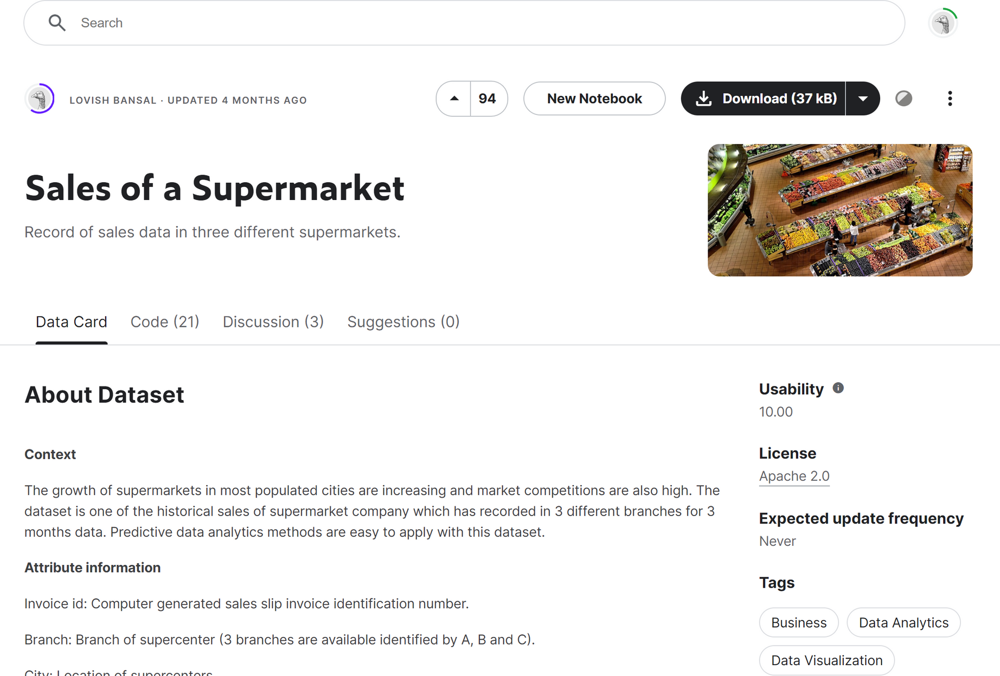 Search
LOVISH BANSAL · UPDATED 4 MONTHS AGO
94
New Notebook
Download (37 kB)
Sales of a Supermarket
Record of sales data in three different supermarkets.
Data Card
Code (21)
Discussion (3)
Suggestions (0)
About Dataset
Context
The growth of supermarkets in most populated cities are increasing and market competitions are also high. The
dataset is one of the historical sales of supermarket company which has recorded in 3 different branches for 3
months data. Predictive data analytics methods are easy to apply with this dataset.
Attribute information
Invoice id: Computer generated sales slip invoice identification number.
Branch: Branch of supercenter (3 branches are available identified by A, B and C).
City: Location of supercenters
Usability
10.00
License
Apache 2.0
Expected update frequency
Never
Tags
Business
Data Analytics
Data Visualization